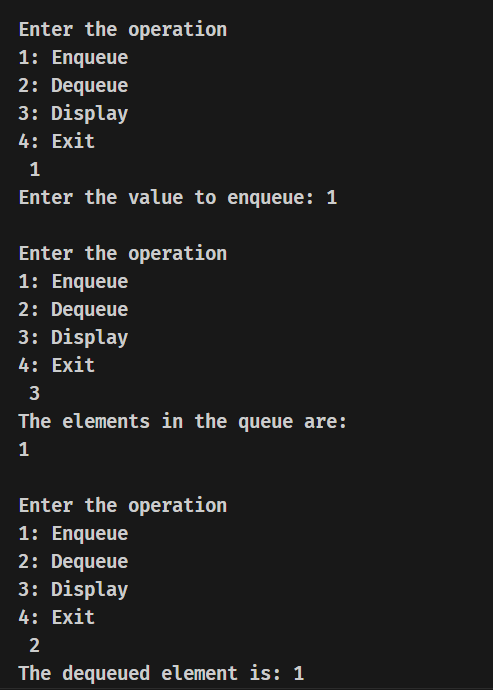 Enter the operation
1: Enqueue
2: Dequeue
3: Display
4: Exit
1
Enter the value to enqueue: 1
Enter the operation
1: Enqueue
2: Dequeue
3: Display
4: Exit
3
The elements in the queue are:
1
Enter the operation
1: Enqueue
2: Dequeue
3: Display
4: Exit
2
The dequeued element is: 1